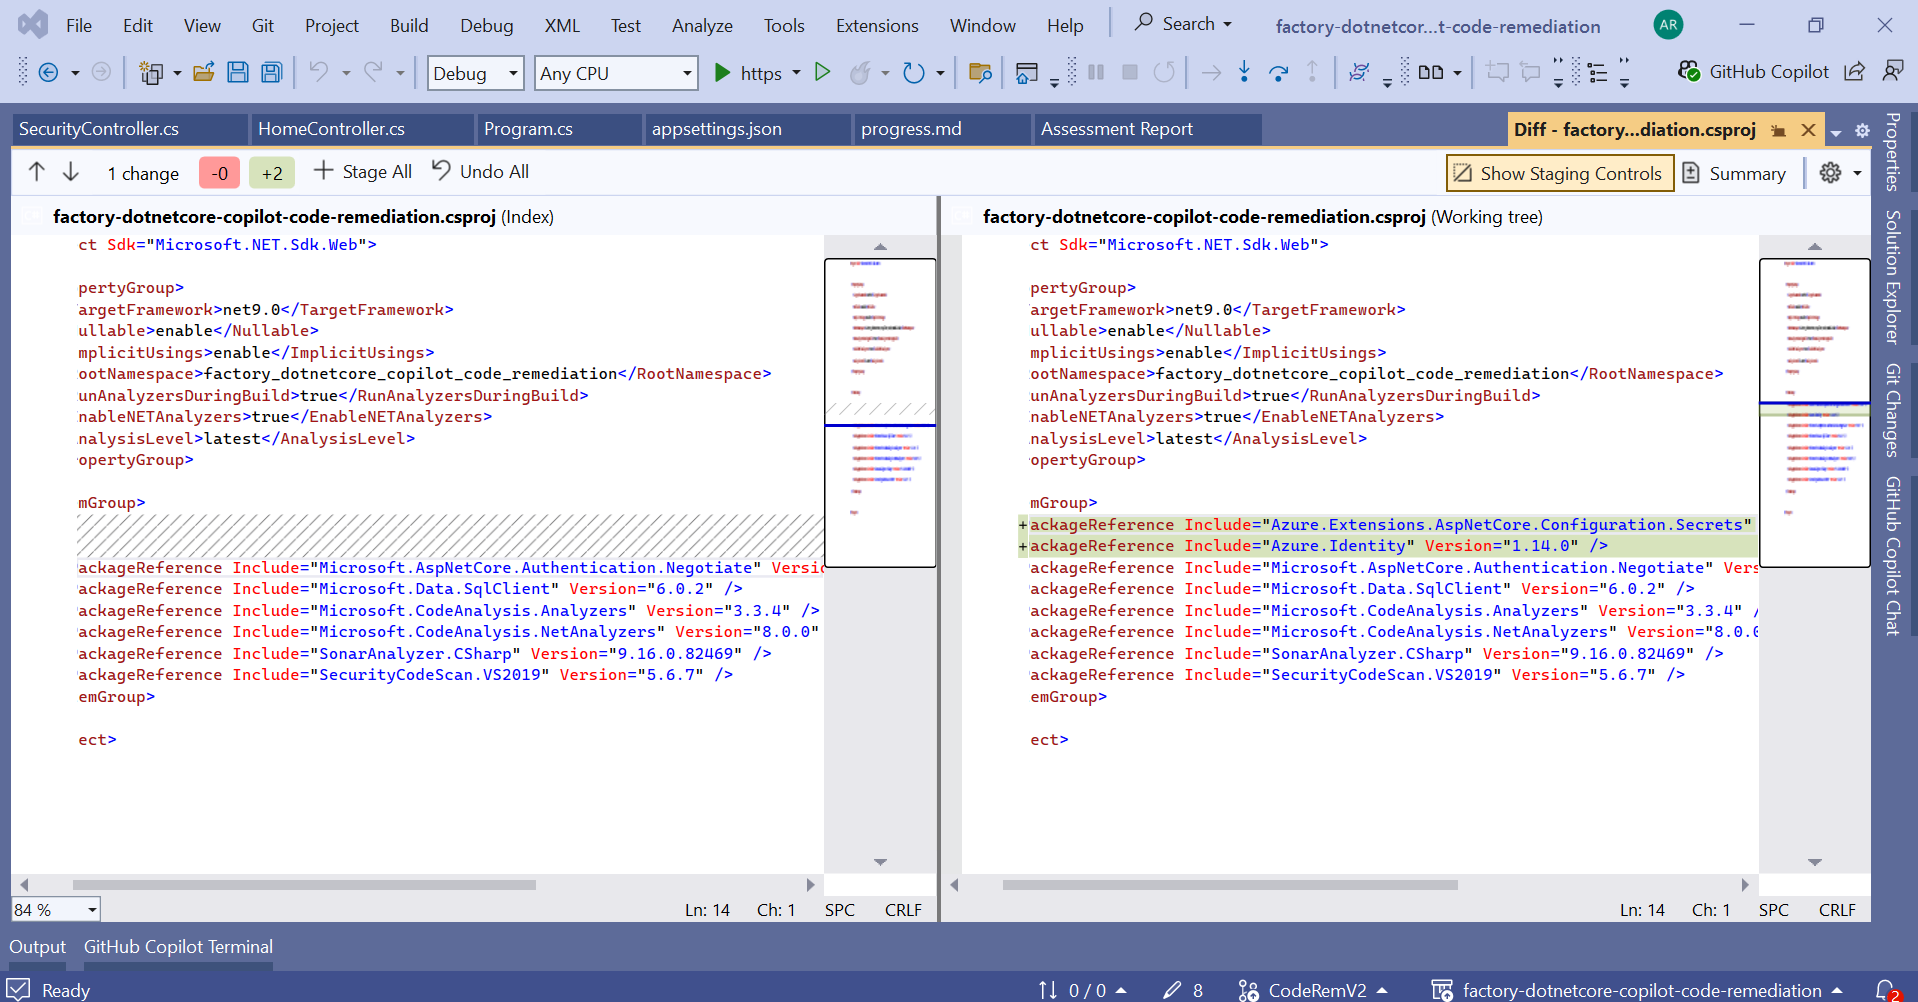 File Edit View Git Project Build Debug XML Test Analyze Tools Extensions Window Help Search factory-dotnetcor...t-code-remediation AR
Debug Any CPU https GitHub Copilot
SecurityController.cs HomeController.cs Program.cs appsettings.json progress.md Assessment Report Diff - factory...diation.csproj
1 change -0 +2 Stage All Undo All Show Staging Controls Summary
factory-dotnetcore-copilot-code-remediation.csproj (Index)
ct Sdk="Microsoft.NET.Sdk.Web">
pertyGroup>
argetFramework>net9.0</TargetFramework>
ullable>enable</Nullable>
mplicitUsings>enable</ImplicitUsings>
ootNamespace>factory_dotnetcore_copilot_code_remediation</RootNamespace>
unAnalyzersDuringBuild>true</RunAnalyzersDuringBuild>
nableNETAnalyzers>true</EnableNETAnalyzers>
nalysisLevel>latest</AnalysisLevel>
opertyGroup>
mGroup>
ackageReference Include="Microsoft.AspNetCore.Authentication.Negotiate" Versic
ackageReference Include="Microsoft.Data.SqlClient" Version="6.0.2" />
ackageReference Include="Microsoft.CodeAnalysis.Analyzers" Version="3.3.4" />
ackageReference Include="Microsoft.CodeAnalysis.NetAnalyzers" Version="8.0.0"
ackageReference Include="SonarAnalyzer.CSharp" Version="9.16.0.82469" />
ackageReference Include="SecurityCodeScan.VS2019" Version="5.6.7" />
emGroup>
ect>
84 % Ln: 14 Ch: 1 SPC CRLF
factory-dotnetcore-copilot-code-remediation.csproj (Working tree)
ct Sdk="Microsoft.NET.Sdk.Web">
pertyGroup>
argetFramework>net9.0</TargetFramework>
ullable>enable</Nullable>
mplicitUsings>enable</ImplicitUsings>
ootNamespace>factory_dotnetcore_copilot_code_remediation</RootNamespace>
unAnalyzersDuringBuild>true</RunAnalyzersDuringBuild>
nableNETAnalyzers>true</EnableNETAnalyzers>
nalysisLevel>latest</AnalysisLevel>
opertyGroup>
mGroup>
+ackageReference Include="Azure.Extensions.AspNetCore.Configuration.Secrets"
+ackageReference Include="Azure.Identity" Version="1.14.0" />
ackageReference Include="Microsoft.AspNetCore.Authentication.Negotiate" Vers
ackageReference Include="Microsoft.Data.SqlClient" Version="6.0.2" />
ackageReference Include="Microsoft.CodeAnalysis.Analyzers" Version="3.3.4" /
ackageReference Include="Microsoft.CodeAnalysis.NetAnalyzers" Version="8.0.0
ackageReference Include="SonarAnalyzer.CSharp" Version="9.16.0.82469" />
ackageReference Include="SecurityCodeScan.VS2019" Version="5.6.7" />
emGroup>
ect>
Ln: 14 Ch: 1 SPC CRLF
Properties
Solution Explorer
Git Changes
GitHub Copilot Chat
Output GitHub Copilot Terminal
Ready 0 / 0 8 CodeRemV2 factory-dotnetcore-copilot-code-remediation 2